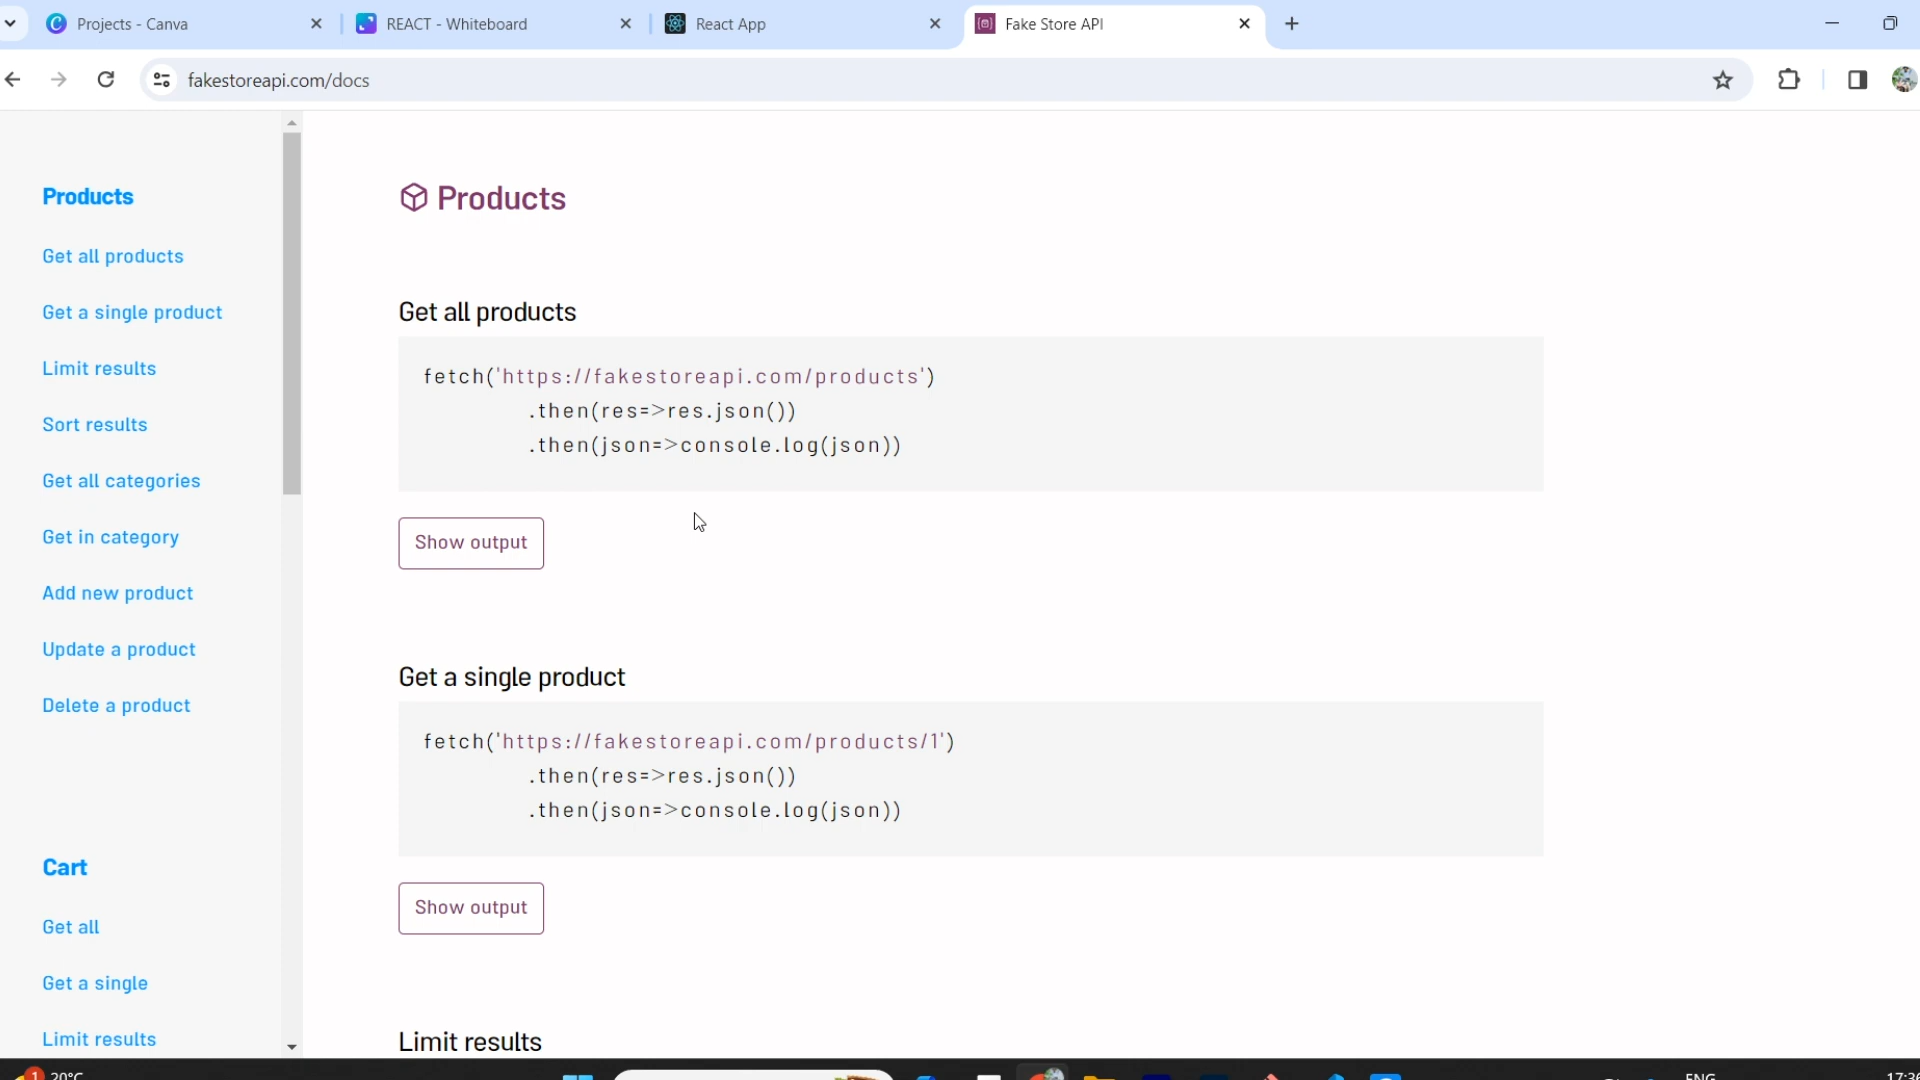 Projects - Canva
REACT - Whiteboard
React App
Fake Store API
fakestoreapi.com/docs
Products
Get all products
Get a single product
Limit results
Sort results
Get all categories
Get in category
Add new product
Update a product
Delete a product
Cart
Get all
Get a single
Limit results
Products
Get all products
fetch('https://fakestoreapi.com/products')
.then(res=>res.json())
.then(json=>console.log(json))
Show output
Get a single product
fetch('https://fakestoreapi.com/products/1')
.then(res=>res.json())
.then(json=>console.log(json))
Show output
Limit results
1
20°C
ENG